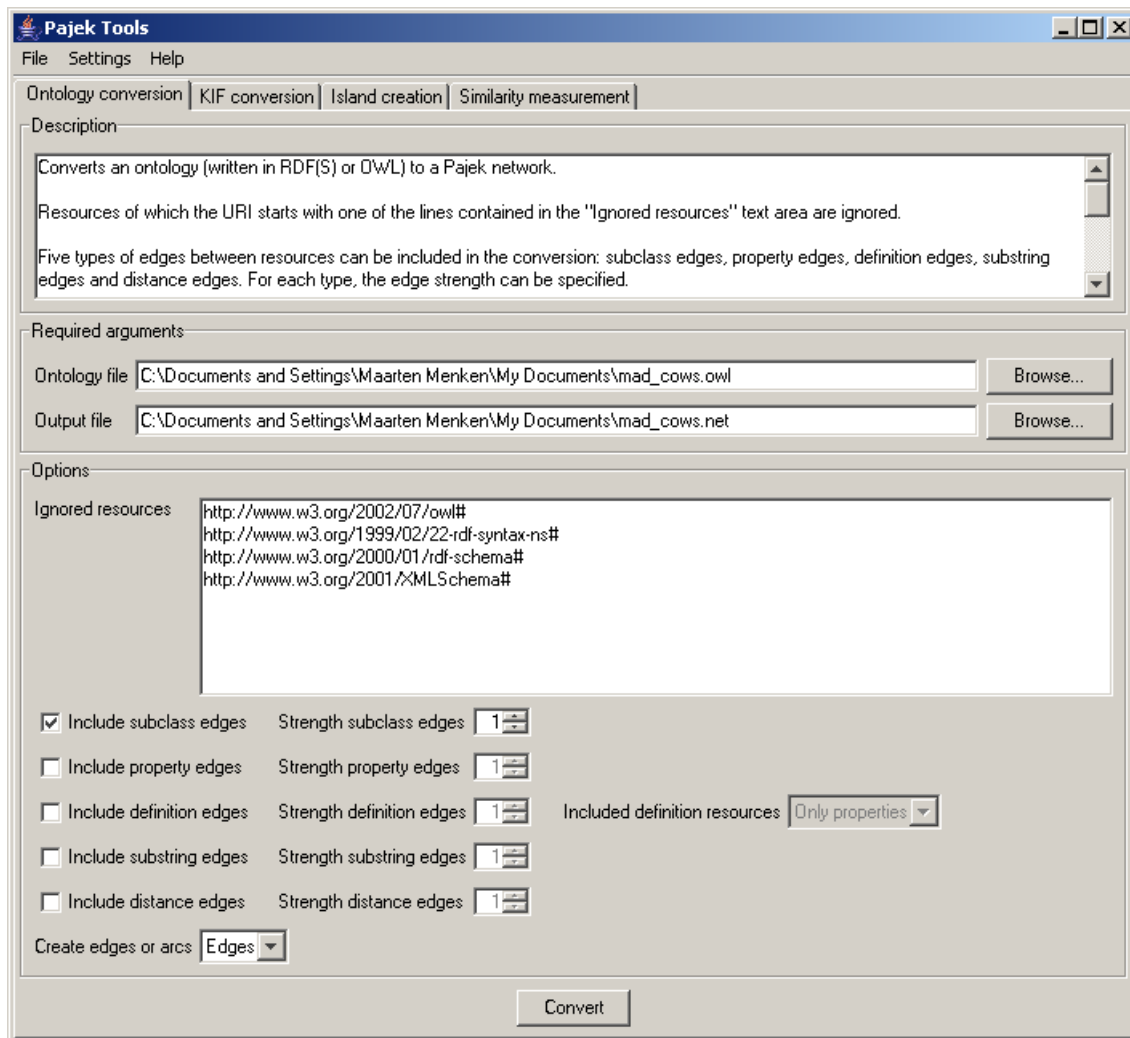 Pajek Tools
File Settings Help
Ontology conversion KIF conversion Island creation Similarity measurement
Description
Converts an ontology (written in RDF(S) or OWL) to a Pajek network.
Resources of which the URI starts with one of the lines contained in the "Ignored resources" text area are ignored.
Five types of edges between resources can be included in the conversion: subclass edges, property edges, definition edges, substring
edges and distance edges. For each type, the edge strength can be specified.
Required arguments
Ontology file C:\Documents and Settings\Maarten Menken\My Documents\mad_cows.owl Browse...
Output file C:\Documents and Settings\Maarten Menken\My Documents\mad_cows.net Browse...
Options
Ignored resources http://www.w3.org/2002/07/owl#
http://www.w3.org/1999/02/22-rdf-syntax-ns#
http://www.w3.org/2000/01/rdf-schema#
http://www.w3.org/2001/XMLSchema#
Include subclass edges Strength subclass edges 1
Include property edges Strength property edges 1
Include definition edges Strength definition edges 1 Included definition resources Only properties
Include substring edges Strength substring edges 1
Include distance edges Strength distance edges 1
Create edges or arcs Edges
Convert